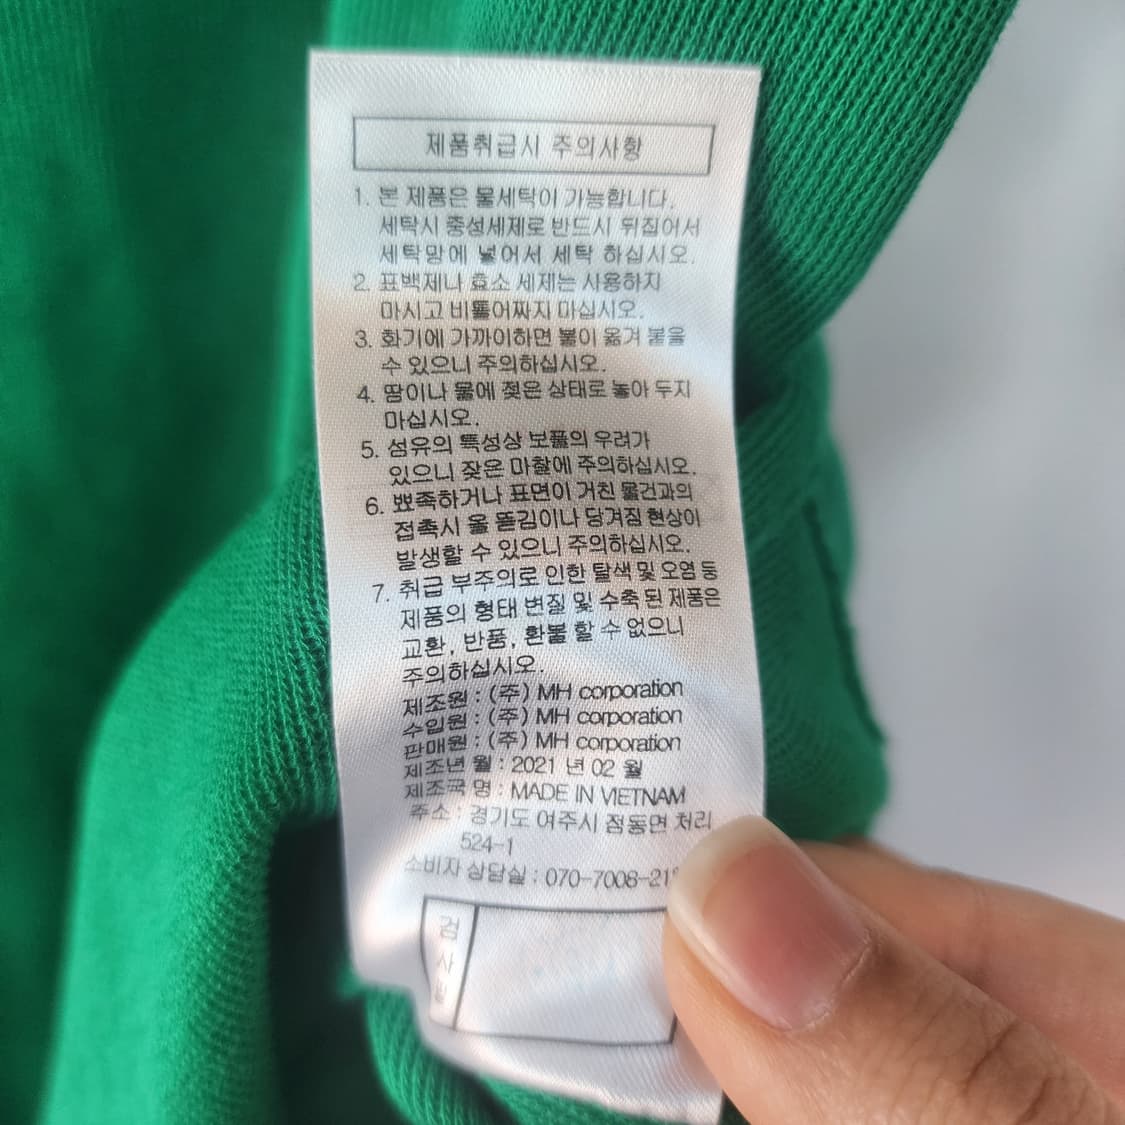 제품취급시 주의사항
1. 본 제품은 물세탁이 가능합니다.
세탁시 중성세제로 반드시 뒤집어서
세탁망에 넣어서 세탁 하십시오.
2. 표백제나 효소 세제는 사용하지
마시고 비틀어짜지 마십시오.
3. 화기에 가까이하면 불이 옮겨 붙을
수 있으니 주의하십시오.
4. 땀이나 물에 젖은 상태로 놓아 두지
마십시오.
5. 섬유의 특성상 보풀의 우려가
있으니 잦은 마찰에 주의하십시오.
6. 뾰족하거나 표면이 거친 물건과의
접촉시 올 뜯김이나 당겨짐 현상이
발생할 수 있으니 주의하십시오.
7. 취급 부주의로 인한 탈색 및 오염 등
제품의 형태 변질 및 수축 된 제품은
교환, 반품, 환불 할 수 없으니
주의하십시오.
제조원 : (주) MH corporation
수입원 : (주) MH corporation
판매원 : (주) MH corporation
제조년 월 : 2021 년 02 월
제조국 명 : MADE IN VIETNAM
주소 : 경기도 여주시 점동면 처리
524-1
소비자 상담실 : 070-7006-21
검사